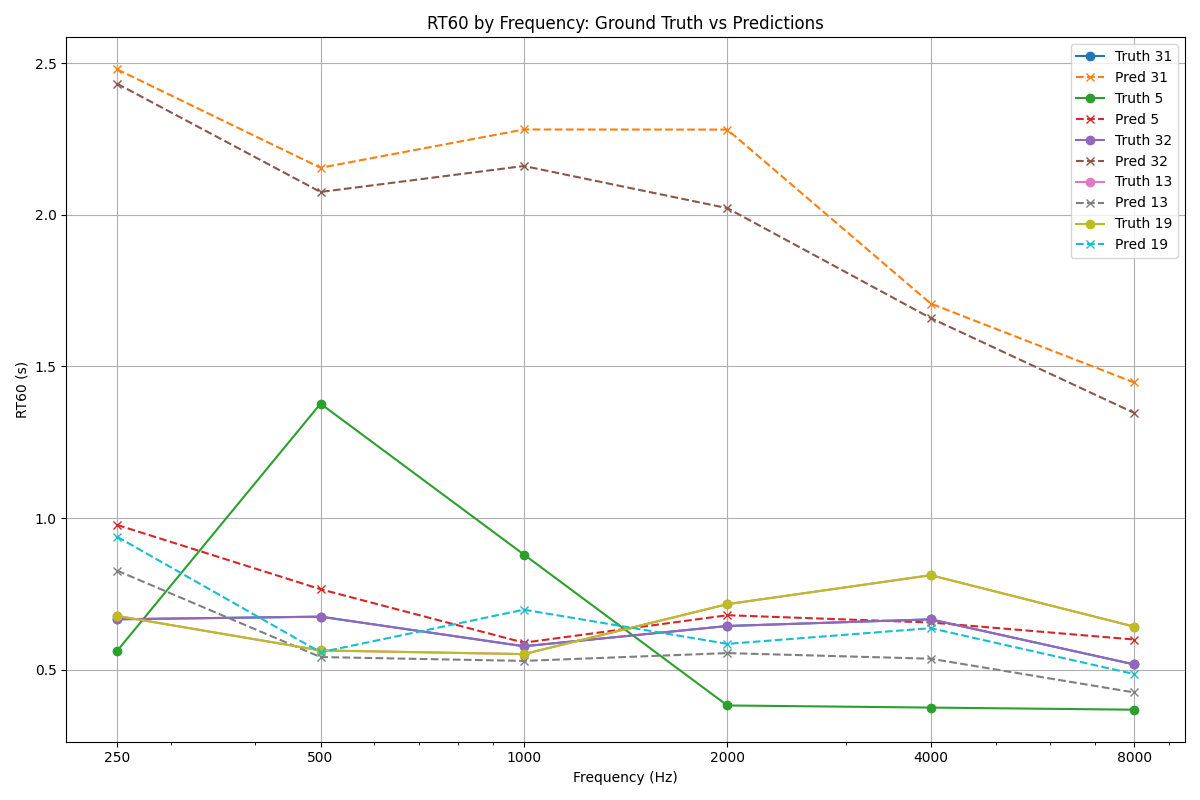 RT60 by Frequency: Ground Truth vs Predictions
Truth 31
Pred 31
Truth 5
Pred 5
Truth 32
Pred 32
Truth 13
Pred 13
Truth 19
Pred 19
2.5
2.0
1.5
1.0
0.5
RT60 (s)
250
500
1000
2000
4000
8000
Frequency (Hz)